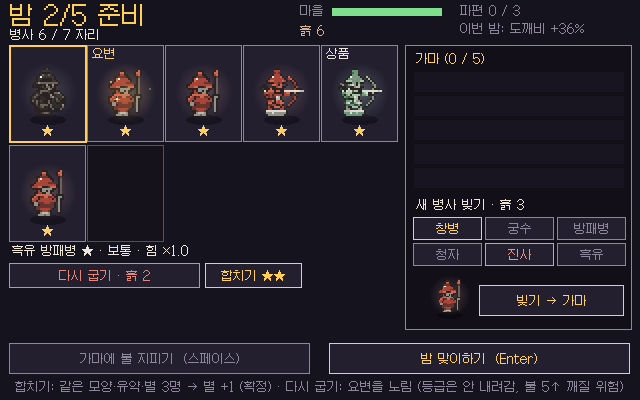 밤 2/5 준비
마을
파편 0 / 3
병사 6 / 7 자리
흙 6
이번 밤: 도깨비 +36%
요변
상품
가마 (0 / 5)
★ ★ ★ ★ ★
★
새 병사 빚기 · 흙 3
창병 궁수 방패병
청자 진사 흑유
흑유 방패병 ★ · 보통 · 힘 ×1.0
다시 굽기 · 흙 2
합치기 ★★
빚기 → 가마
가마에 불 지피기 (스페이스)
밤 맞이하기 (Enter)
합치기: 같은 모양·유약·별 3명 → 별 +1 (확정) · 다시 굽기: 요변을 노림 (등급은 안 내려감, 불 5↑ 깨질 위험)